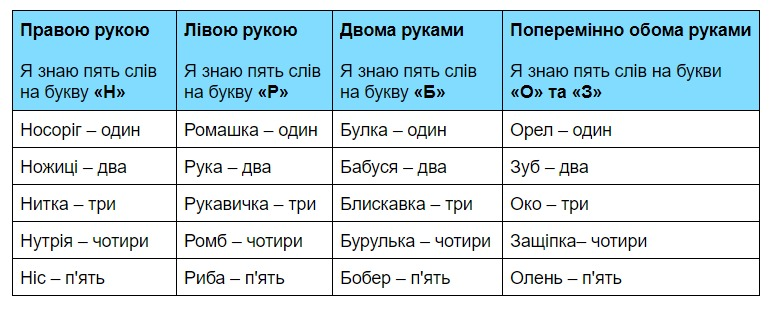 Правою рукою
Я знаю пять слів
на букву «Н»
Лівою рукою
Я знаю пять слів
на букву «Р»
Двома руками
Я знаю пять слів
на букву «Б»
Поперемінно обома руками
Я знаю пять слів на букви
«О» та «З»
Носоріг – один
Ромашка – один
Булка – один
Орел – один
Ножиці – два
Рука – два
Бабуся – два
Зуб – два
Нитка – три
Рукавичка – три
Блискавка – три
Око – три
Нутрія – чотири
Ромб – чотири
Бурулька – чотири
Защіпка– чотири
Ніс – п'ять
Риба – п'ять
Бобер – п'ять
Олень – п'ять